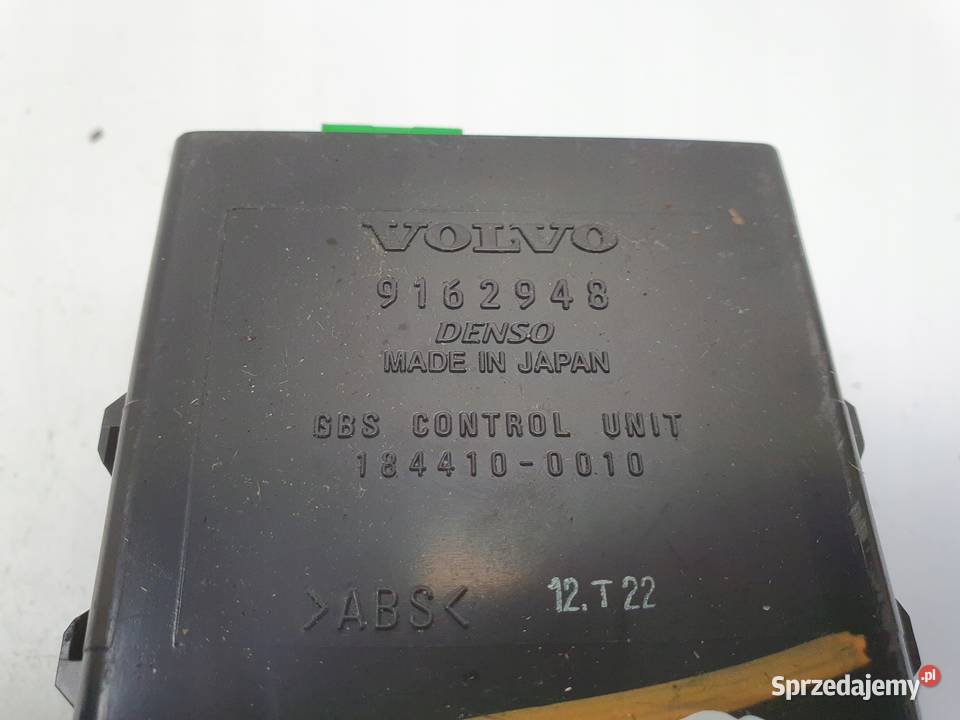 VOLVO
9162948
DENSO
MADE IN JAPAN
GBS CONTROL UNIT
184410-0010
>ABS< 12.T 22
Sprzedajemy.pl